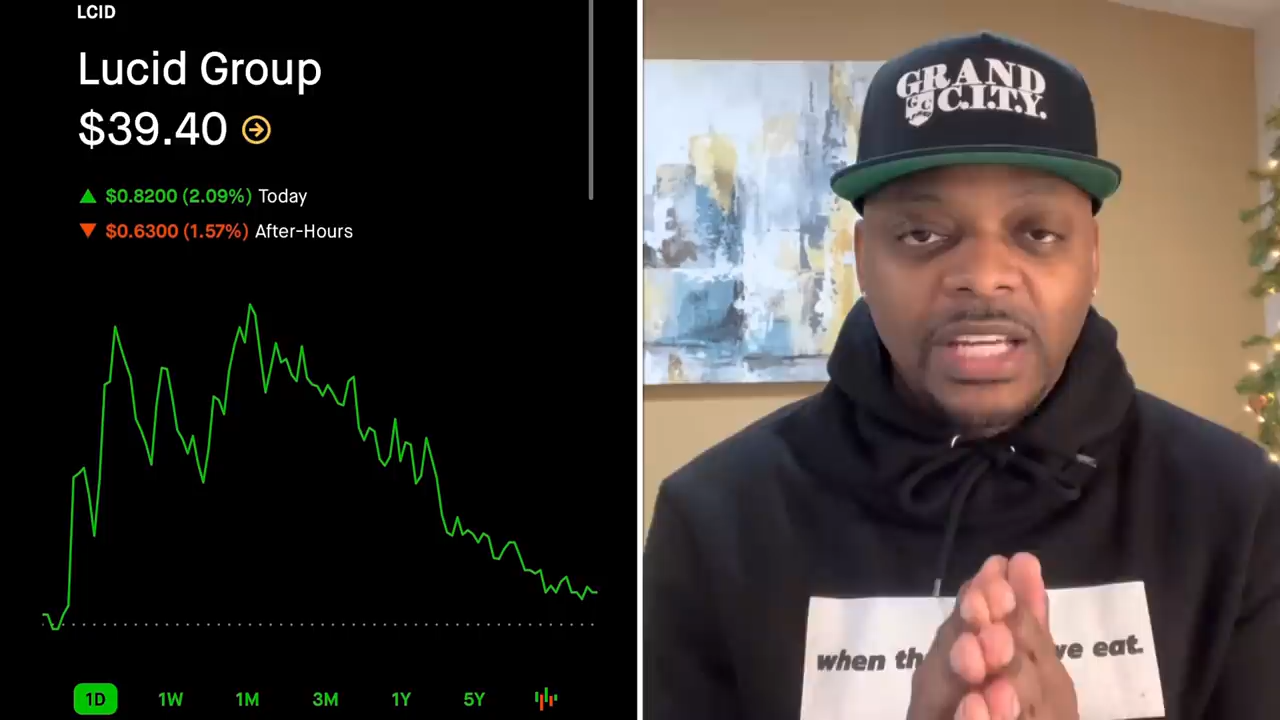 LCID
Lucid Group
$39.40
$0.8200 (2.09%) Today
$0.6300 (1.57%) After-Hours
1D 1W 1M 3M 1Y 5Y
GRAND
GC C.I.T.Y.
when th
we eat.